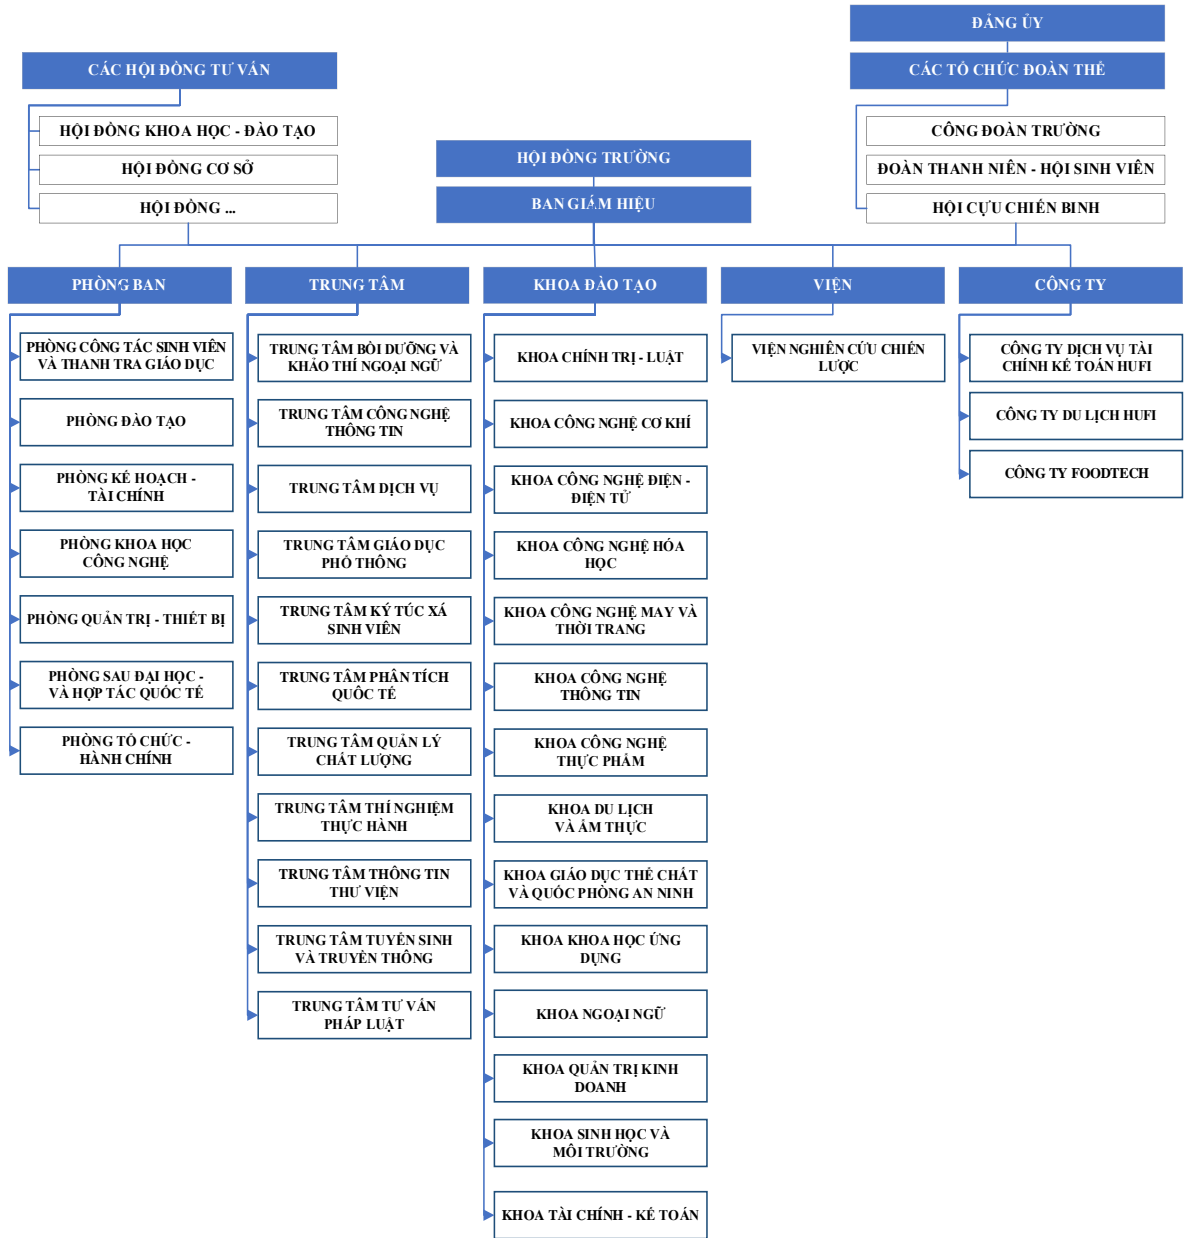 ĐẢNG ỦY
CÁC TỔ CHỨC ĐOÀN THỂ
CÔNG ĐOÀN TRƯỜNG
ĐOÀN THANH NIÊN - HỘI SINH VIÊN
HỘI CỰU CHIẾN BINH
CÁC HỘI ĐỒNG TƯ VẤN
HỘI ĐỒNG KHOA HỌC - ĐÀO TẠO
HỘI ĐỒNG CƠ SỞ
HỘI ĐỒNG ...
HỘI ĐỒNG TRƯỜNG
BAN GIÁM HIỆU
PHÒNG BAN
PHÒNG CÔNG TÁC SINH VIÊN
VÀ THANH TRA GIÁO DỤC
PHÒNG ĐÀO TẠO
PHÒNG KẾ HOẠCH -
TÀI CHÍNH
PHÒNG KHOA HỌC
CÔNG NGHỆ
PHÒNG QUẢN TRỊ - THIẾT BỊ
PHÒNG SAU ĐẠI HỌC -
VÀ HỢP TÁC QUỐC TẾ
PHÒNG TỔ CHỨC -
HÀNH CHÍNH
TRUNG TÂM
TRUNG TÂM BỒI DƯỠNG VÀ
KHẢO THÍ NGOẠI NGỮ
TRUNG TÂM CÔNG NGHỆ
THÔNG TIN
TRUNG TÂM DỊCH VỤ
TRUNG TÂM GIÁO DỤC
PHỔ THÔNG
TRUNG TÂM KÝ TÚC XÁ
SINH VIÊN
TRUNG TÂM PHÂN TÍCH
QUỐC TẾ
TRUNG TÂM QUẢN LÝ
CHẤT LƯỢNG
TRUNG TÂM THÍ NGHIỆM
THỰC HÀNH
TRUNG TÂM THÔNG TIN
THƯ VIỆN
TRUNG TÂM TUYỂN SINH
VÀ TRUYỀN THÔNG
TRUNG TÂM TƯ VẤN
PHÁP LUẬT
KHOA ĐÀO TẠO
KHOA CHÍNH TRỊ - LUẬT
KHOA CÔNG NGHỆ CƠ KHÍ
KHOA CÔNG NGHỆ ĐIỆN -
ĐIỆN TỬ
KHOA CÔNG NGHỆ HÓA
HỌC
KHOA CÔNG NGHỆ MAY VÀ
THỜI TRANG
KHOA CÔNG NGHỆ
THÔNG TIN
KHOA CÔNG NGHỆ
THỰC PHẨM
KHOA DU LỊCH
VÀ ẨM THỰC
KHOA GIÁO DỤC THỂ CHẤT
VÀ QUỐC PHÒNG AN NINH
KHOA KHOA HỌC ỨNG
DỤNG
KHOA NGOẠI NGỮ
KHOA QUẢN TRỊ KINH
DOANH
KHOA SINH HỌC VÀ
MÔI TRƯỜNG
KHOA TÀI CHÍNH - KẾ TOÁN
VIỆN
VIỆN NGHIÊN CỨU CHIẾN
LƯỢC
CÔNG TY
CÔNG TY DỊCH VỤ TÀI
CHÍNH KẾ TOÁN HUFI
CÔNG TY DU LỊCH HUFI
CÔNG TY FOODTECH